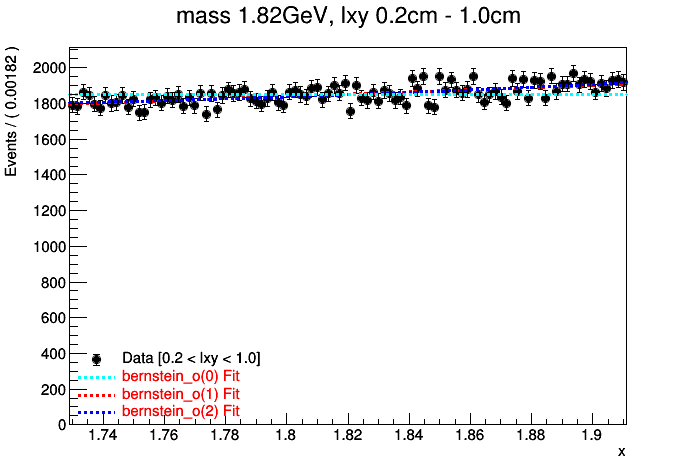 mass 1.82GeV, lxy 0.2cm - 1.0cm
Events / ( 0.00182 )
2000
1800
1600
1400
1200
1000
800
600
400
200
0
Data [0.2 < lxy < 1.0]
bernstein_o(0) Fit
bernstein_o(1) Fit
bernstein_o(2) Fit
1.74 1.76 1.78 1.8 1.82 1.84 1.86 1.88 1.9
x